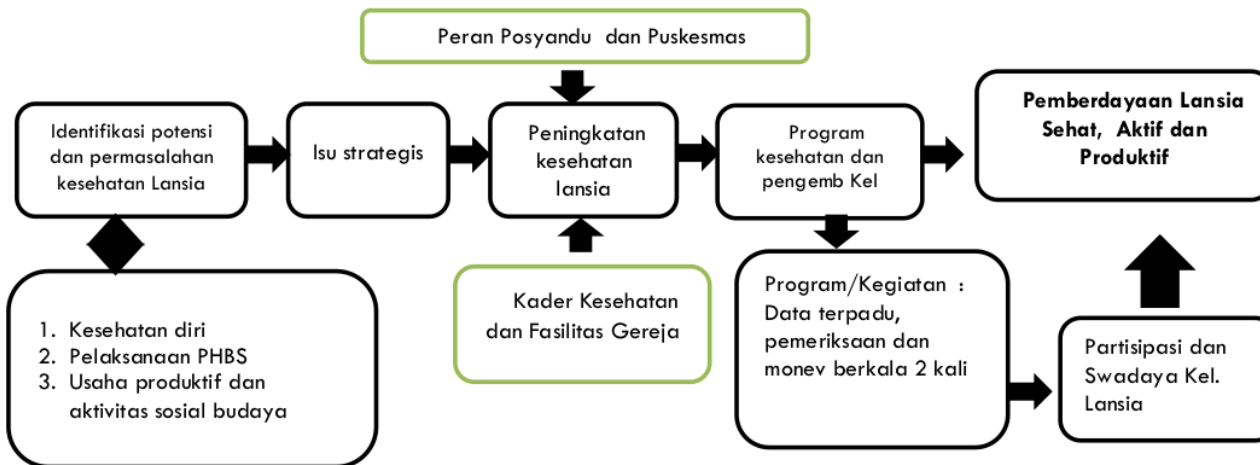 Peran Posyandu dan Puskesmas
Identifikasi potensi
dan permasalahan
kesehatan Lansia
Isu strategis
Peningkatan
kesehatan
lansia
Program
kesehatan dan
pengemb Kel
Pemberdayaan Lansia
Sehat, Aktif dan
Produktif
1. Kesehatan diri
2. Pelaksanaan PHBS
3. Usaha produktif dan
aktivitas sosial budaya
Kader Kesehatan
dan Fasilitas Gereja
Program/Kegiatan :
Data terpadu,
pemeriksaan dan
monev berkala 2 kali
Partisipasi dan
Swadaya Kel.
Lansia